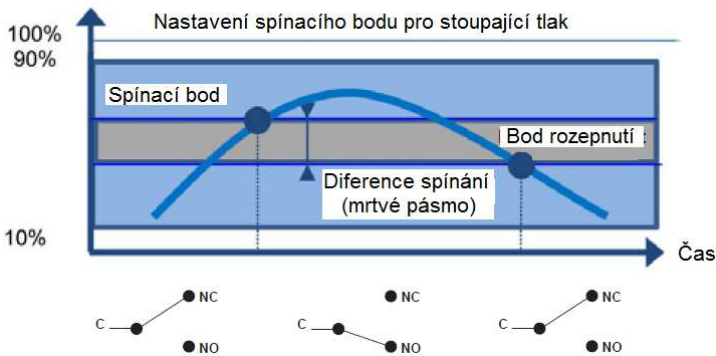 Nastavení spínacího bodu pro stoupající tlak
100%
90%
Spínací bod
Bod rozepnutí
Diference spínání
(mrtvé pásmo)
10%
Čas
NC NC NC
C C C
NO NO NO